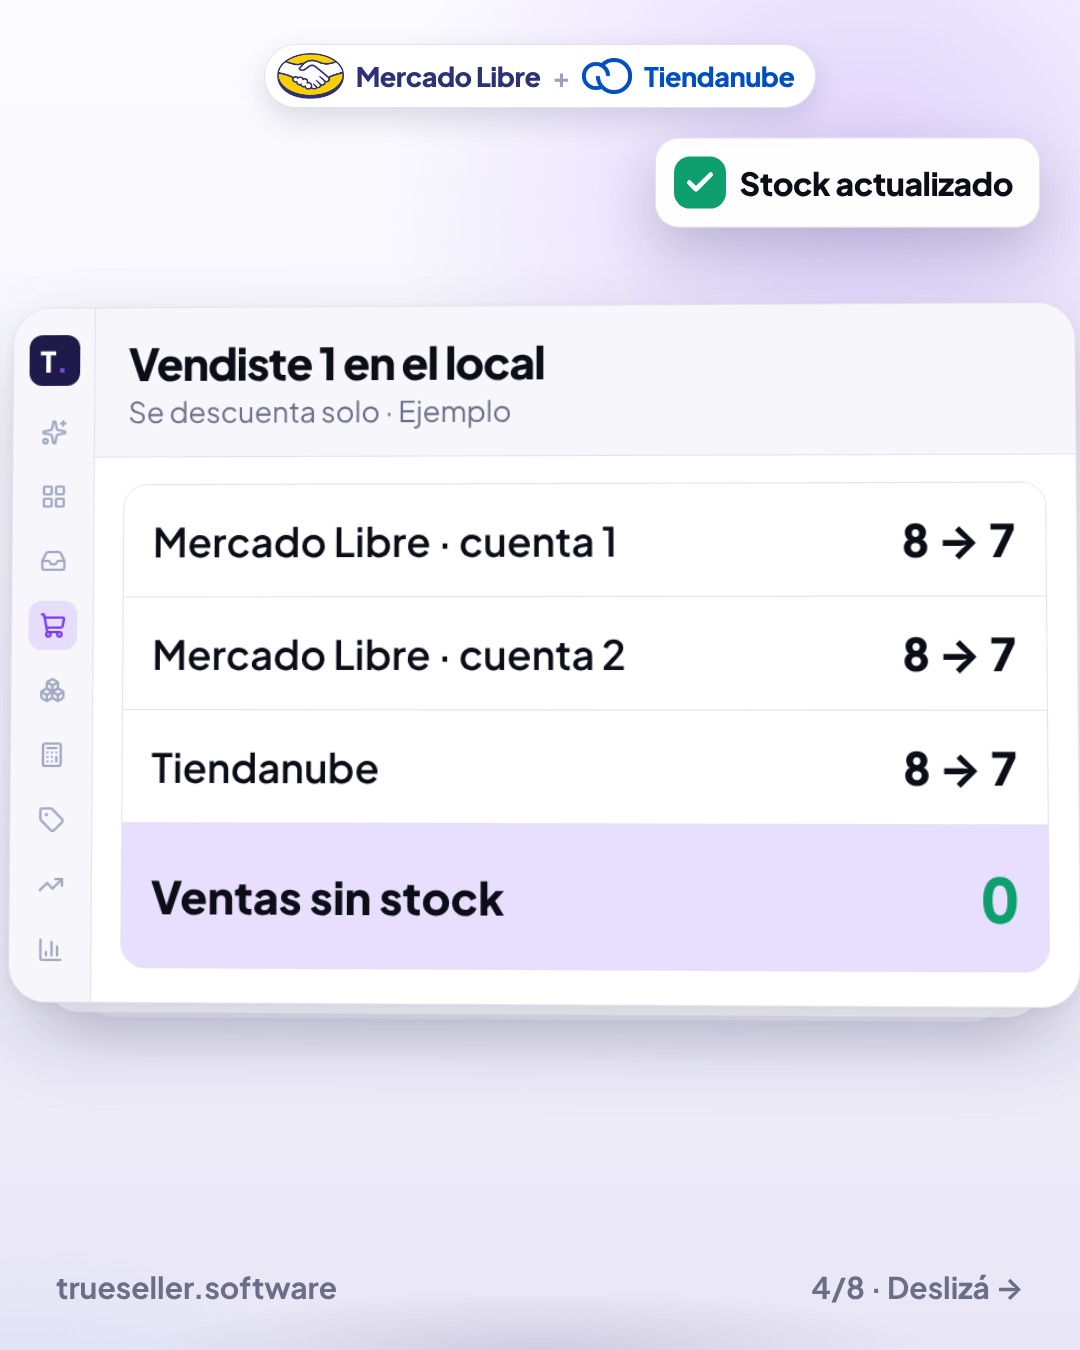 Mercado Libre + Tiendanube
Stock actualizado
T.
Vendiste 1 en el local
Se descuenta solo · Ejemplo
Mercado Libre · cuenta 1 8 → 7
Mercado Libre · cuenta 2 8 → 7
Tiendanube 8 → 7
Ventas sin stock 0
trueseller.software 4/8 · Deslizá →